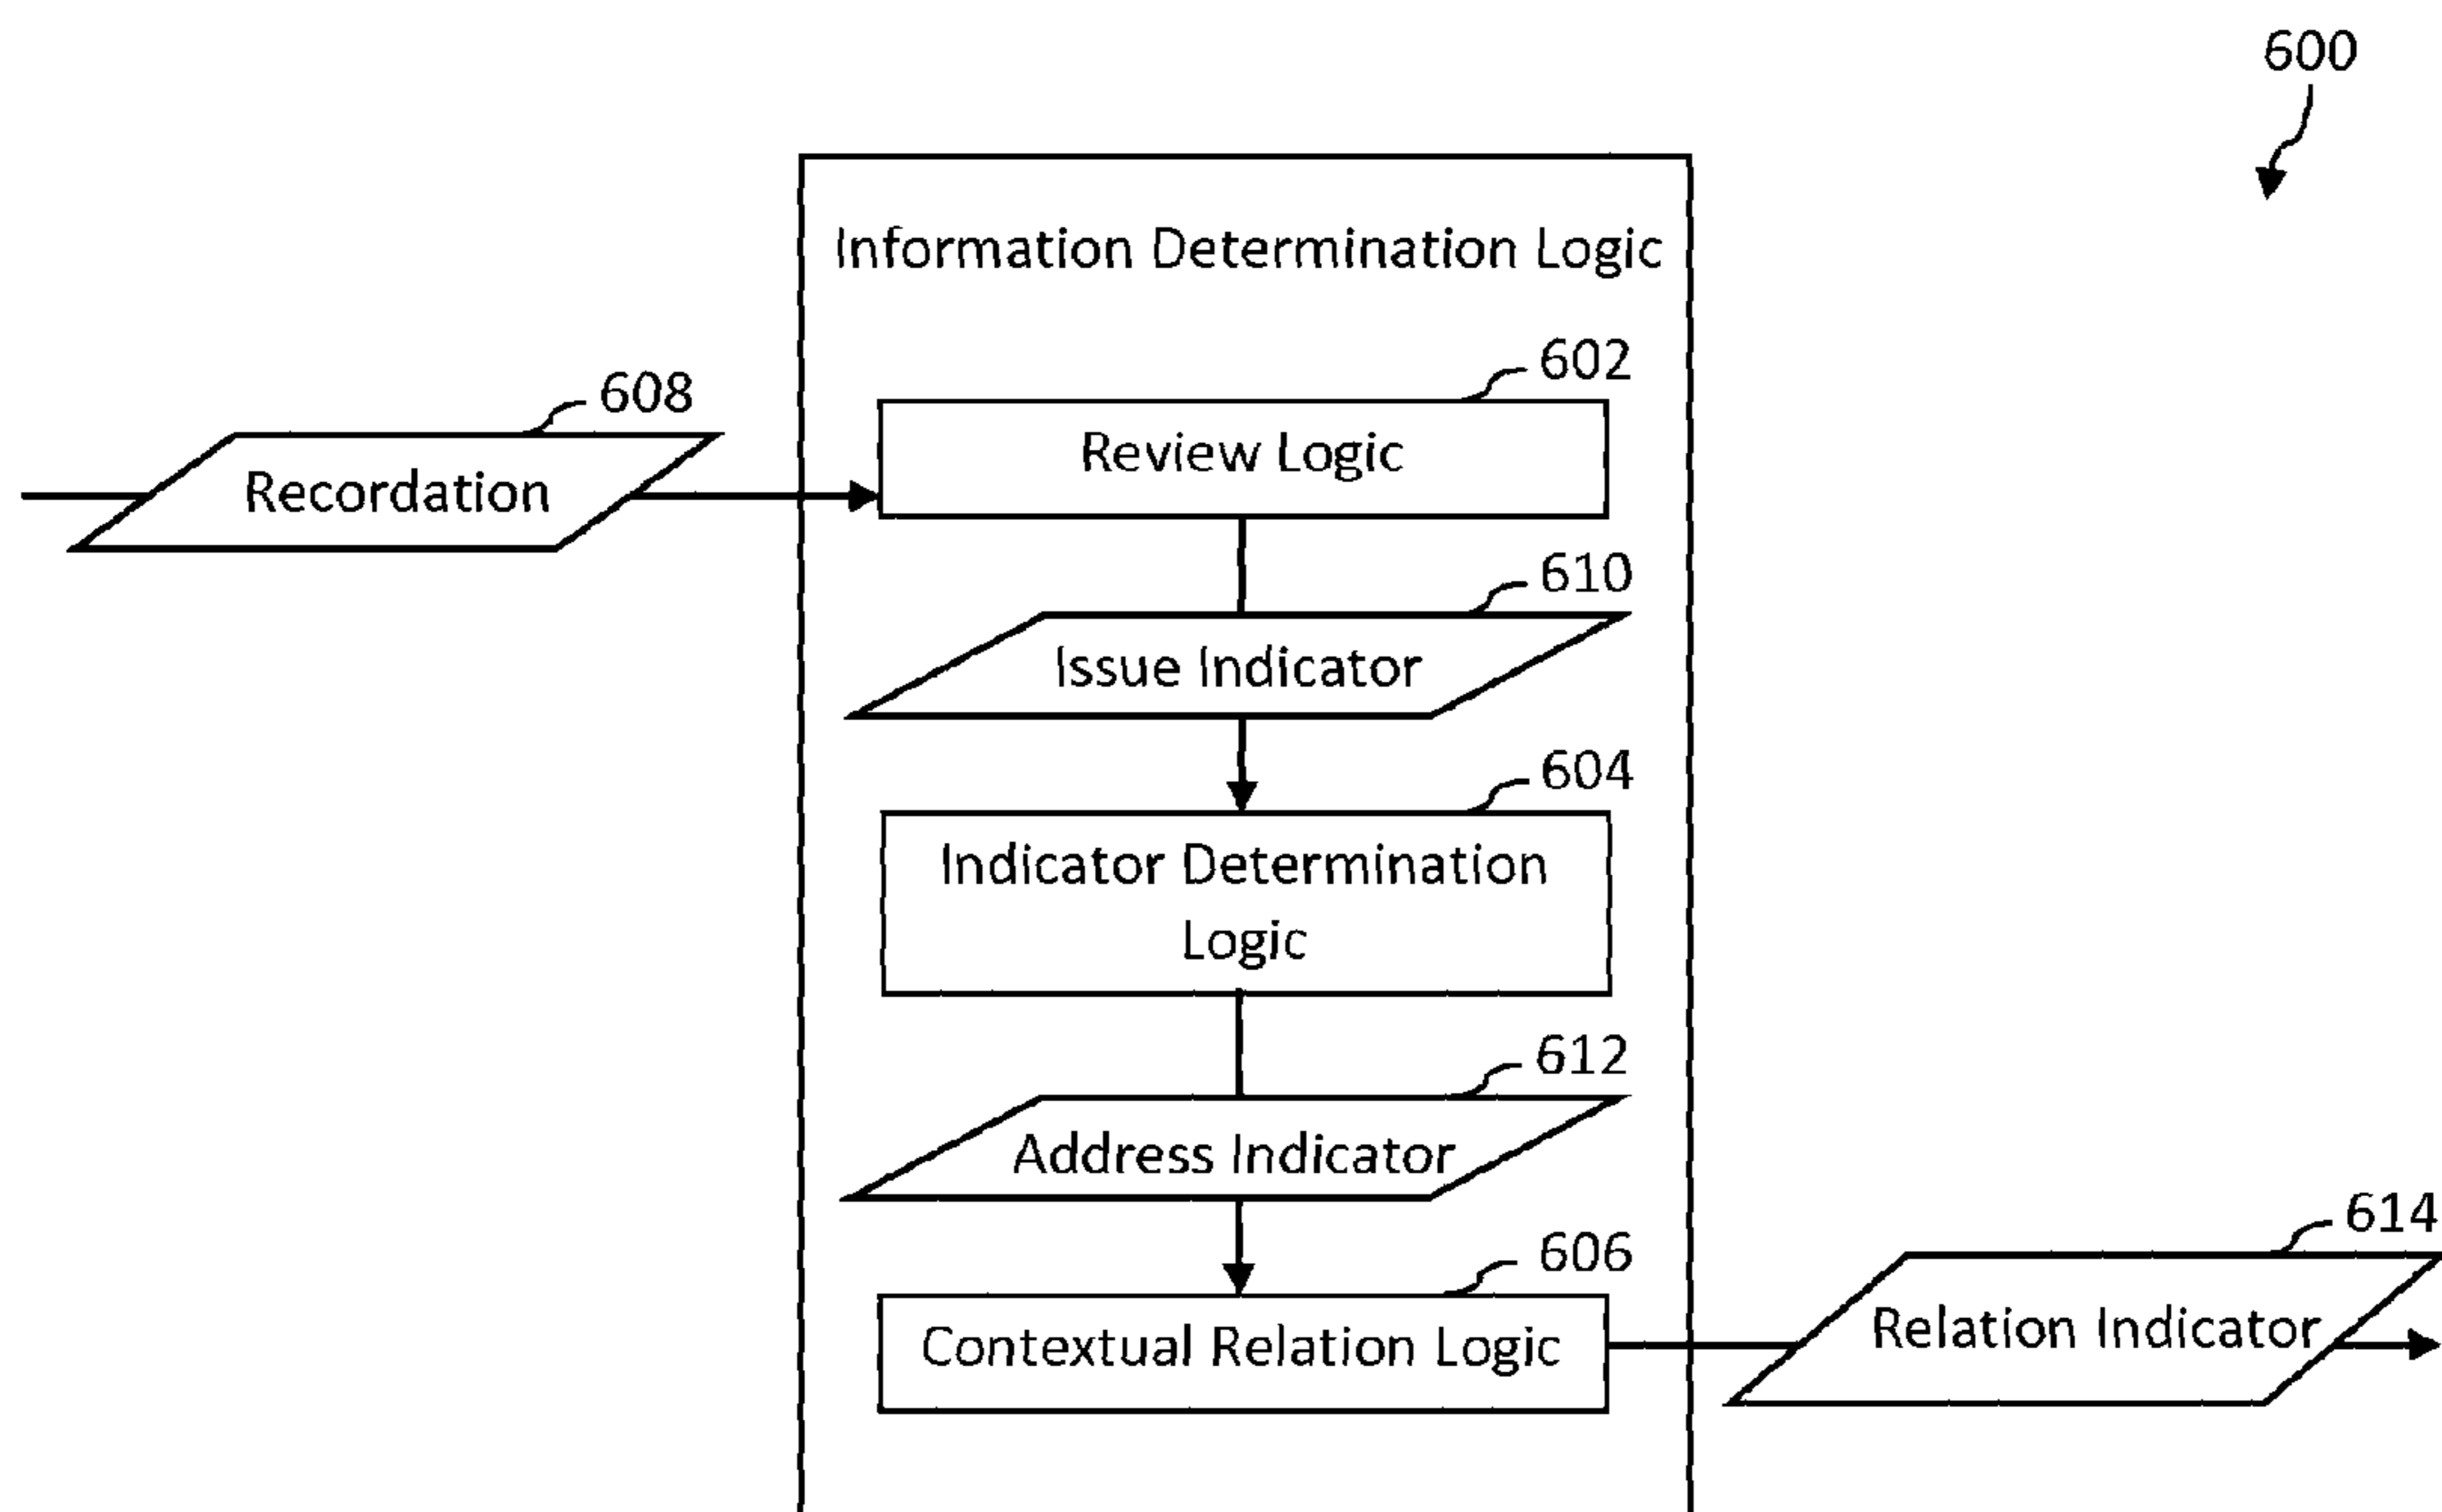 600
Information Determination Logic
602
608
Review Logic
Recordation
610
Issue Indicator
604
Indicator Determination
Logic
612
Address Indicator
614
606
Relation Indicator
Contextual Relation Logic